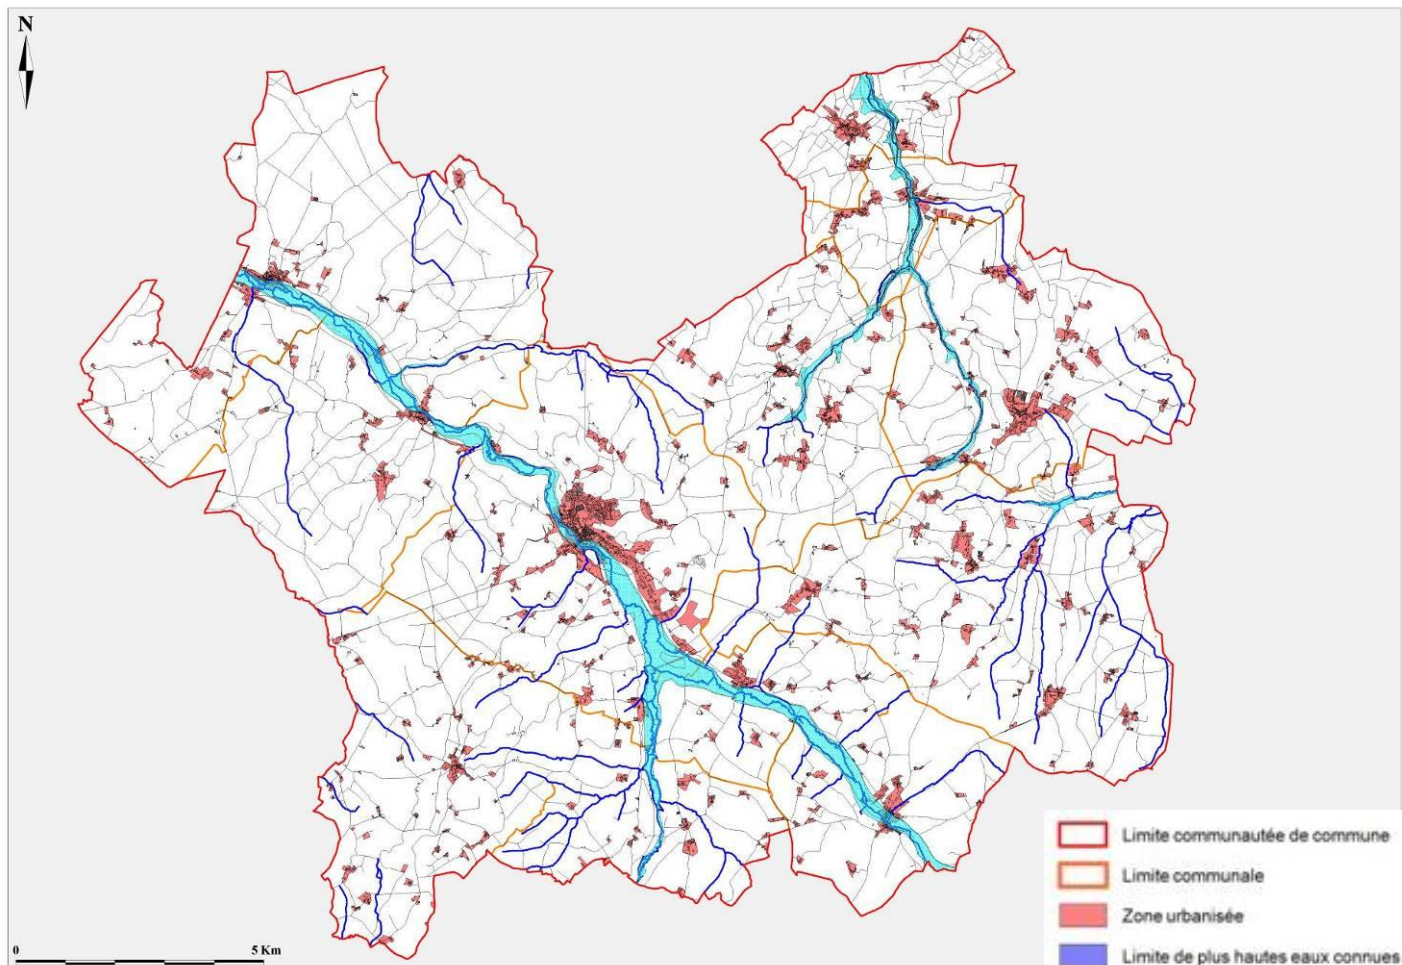 N
Limite communautée de commune
Limite communale
Zone urbanisée
Limite de plus hautes eaux connues
0 5 Km